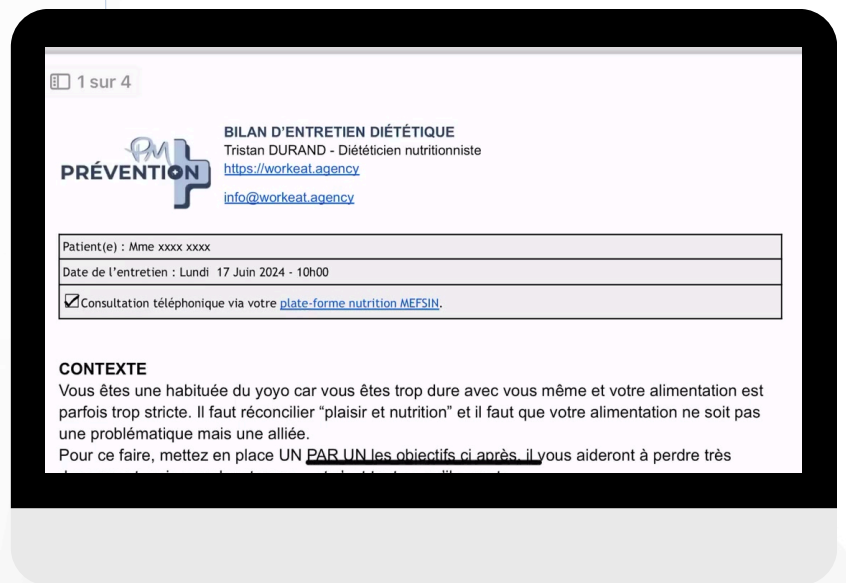 1 sur 4
PM
PRÉVENTION
BILAN D'ENTRETIEN DIÉTÉTIQUE
Tristan DURAND - Diététicien nutritionniste
https://workeat.agency
info@workeat.agency
Patient(e) : Mme xxxx xxxx
Date de l'entretien : Lundi 17 Juin 2024 - 10h00
Consultation téléphonique via votre plate-forme nutrition MEFSIN.
CONTEXTE
Vous êtes une habituée du yoyo car vous êtes trop dure avec vous même et votre alimentation est
parfois trop stricte. Il faut réconcilier “plaisir et nutrition” et il faut que votre alimentation ne soit pas
une problématique mais une alliée.
Pour ce faire, mettez en place UN PAR UN les objectifs ci après, il vous aideront à perdre très